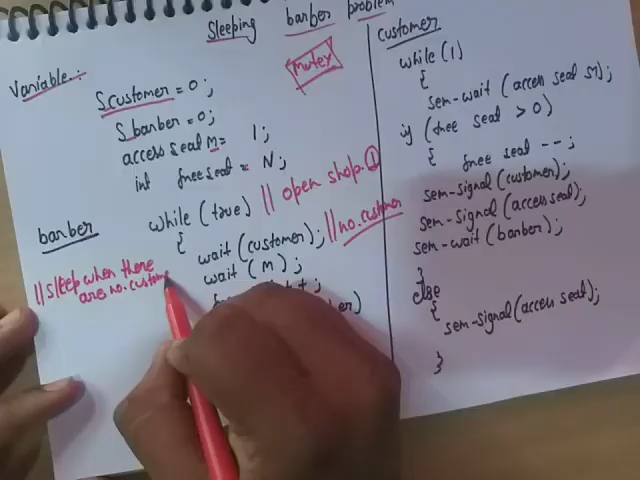 Sleeping barber problem
mutex
Variable:
Scustomer = 0;
S barber = 0;
access seat M = 1;
int free seat = N;
barber
while (true) // open shop. 1
{
wait (customer); // no. customer
wait (M);
// sleep when there
are no. custom
customer
while (1)
{
sem-wait (access seat
if (free seat > 0)
{ free seat --;
sem-signal (customer);
sem-signal (access seat);
sem-wait (barber);
}
else
{
sem-signal (access seat);
}